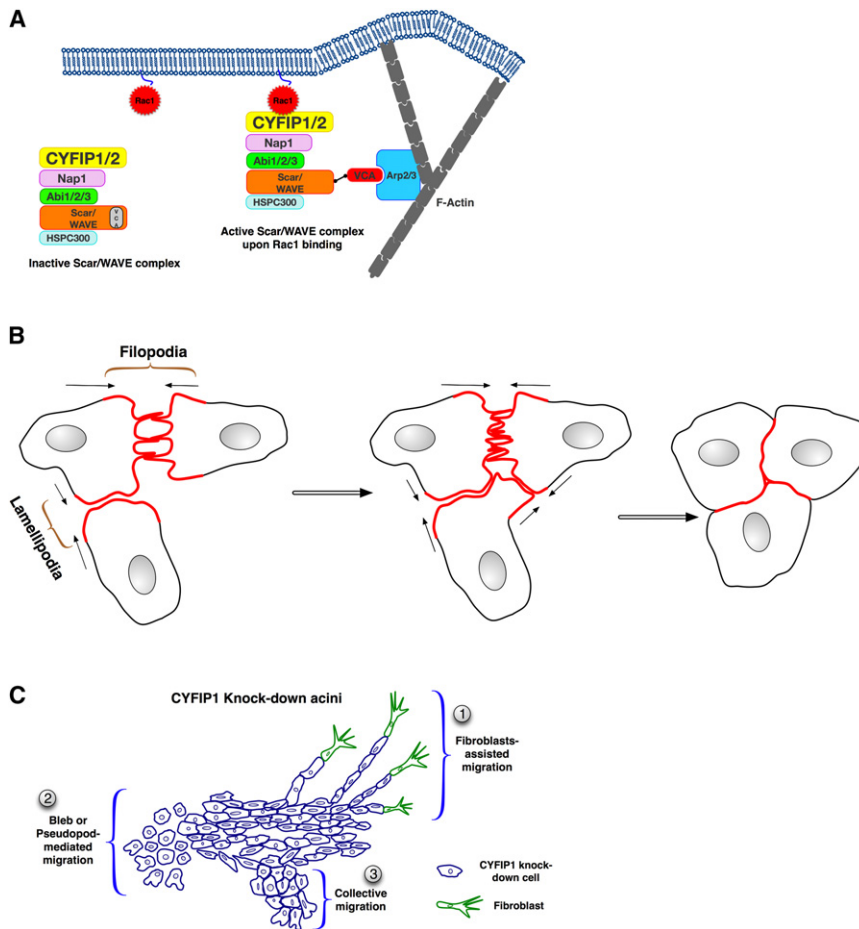 A
Rac1
Rac1
CYFIP1/2
Nap1
Abi1/2/3
Scar/
WAVE
VCA
Arp2/3
HSPC300
F-Actin
CYFIP1/2
Nap1
Abi1/2/3
Scar/
WAVE
VCA
HSPC300
Inactive Scar/WAVE complex
Active Scar/WAVE complex
upon Rac1 binding
B
Filopodia
Lamellipodia
C
CYFIP1 Knock-down acini
1
Fibroblasts-
assisted
migration
2
Bleb or
Pseudopod-
mediated
migration
3
Collective
migration
CYFIP1 knock-
down cell
Fibroblast